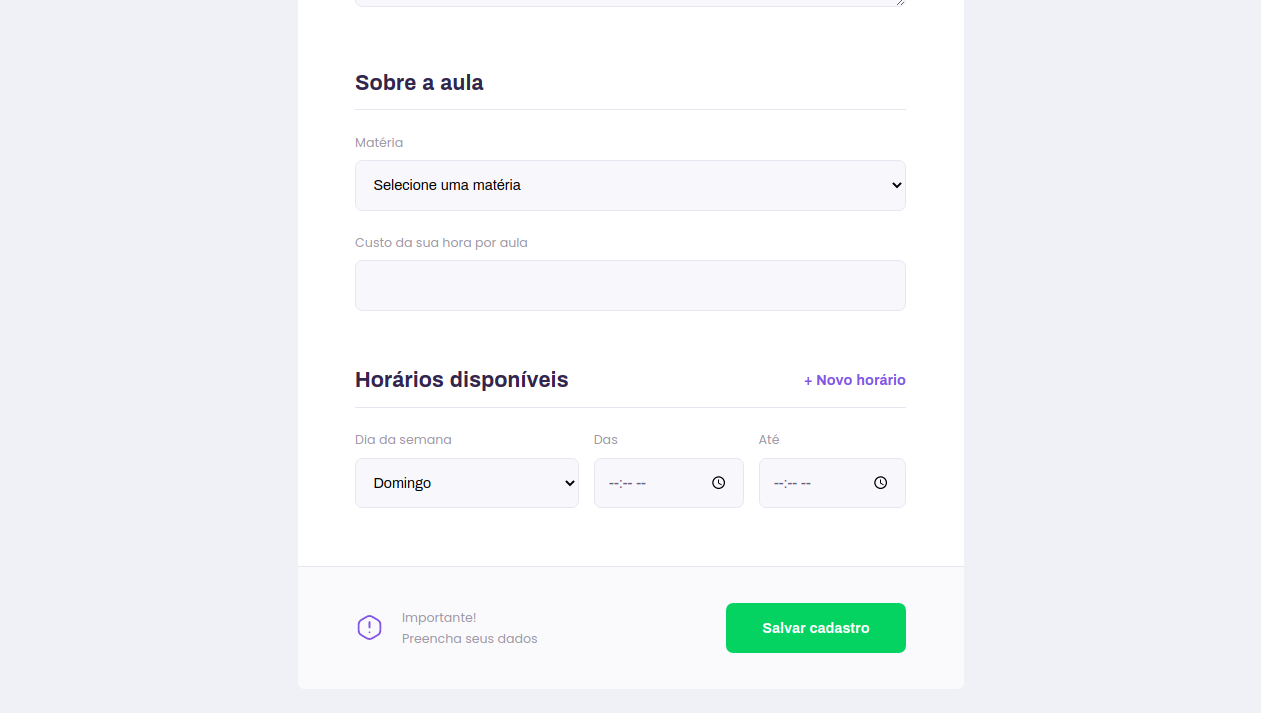 Sobre a aula
Matéria
Selecione uma matéria
Custo da sua hora por aula
Horários disponíveis
+ Novo horário
Dia da semana
Das
Até
Domingo
--:-- --
--:-- --
Importante!
Preencha seus dados
Salvar cadastro